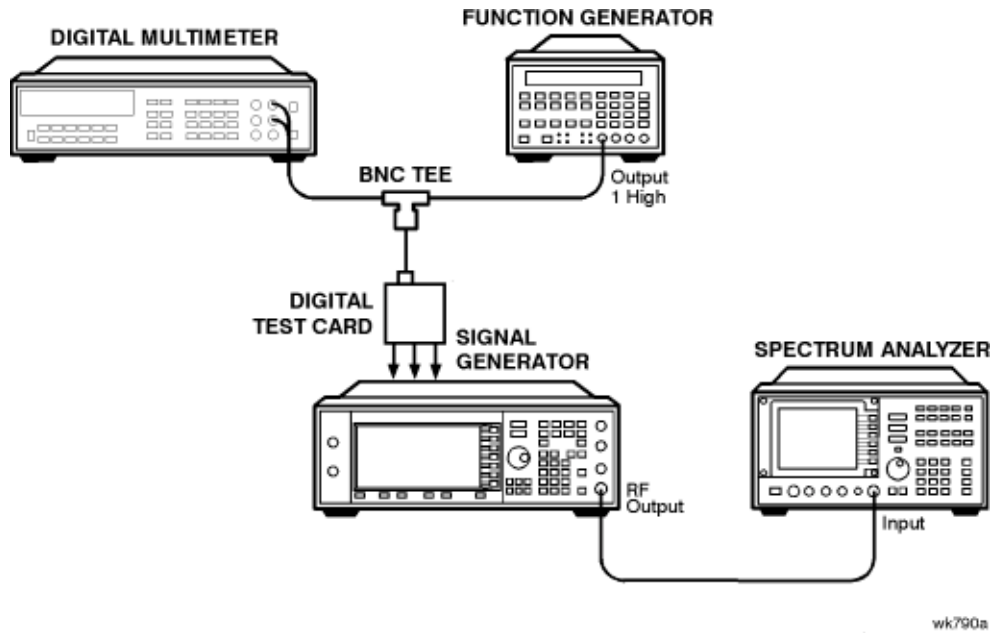 FUNCTION GENERATOR
DIGITAL MULTIMETER
BNC TEE
Output
1 High
DIGITAL
TEST CARD
SIGNAL
GENERATOR
SPECTRUM ANALYZER
RF
Output
Input
wk790a